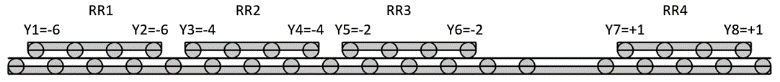 RR1 RR2 RR3 RR4
Y1=-6 Y2=-6 Y3=-4 Y4=-4 Y5=-2 Y6=-2 Y7=+1 Y8=+1